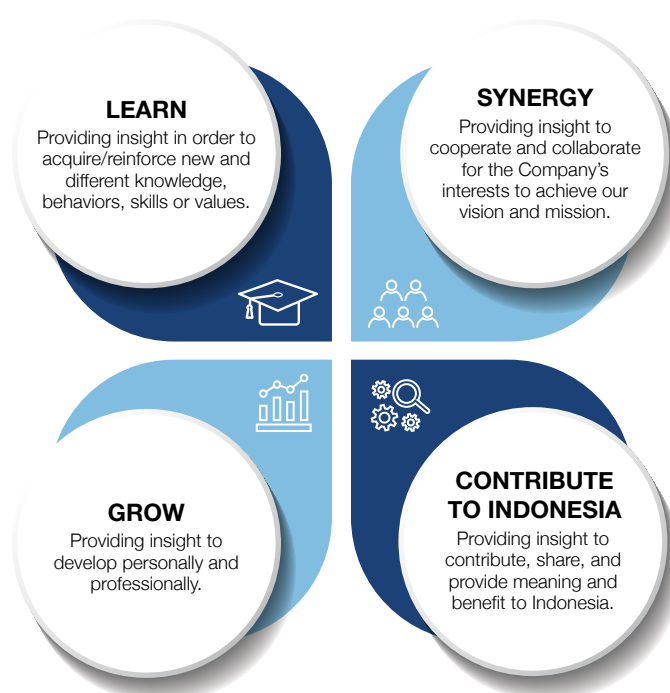 LEARN
Providing insight in order to
acquire/reinforce new and
different knowledge,
behaviors, skills or values.
SYNERGY
Providing insight to
cooperate and collaborate
for the Company's
interests to achieve our
vision and mission.
GROW
Providing insight to
develop personally and
professionally.
CONTRIBUTE
TO INDONESIA
Providing insight to
contribute, share, and
provide meaning and
benefit to Indonesia.